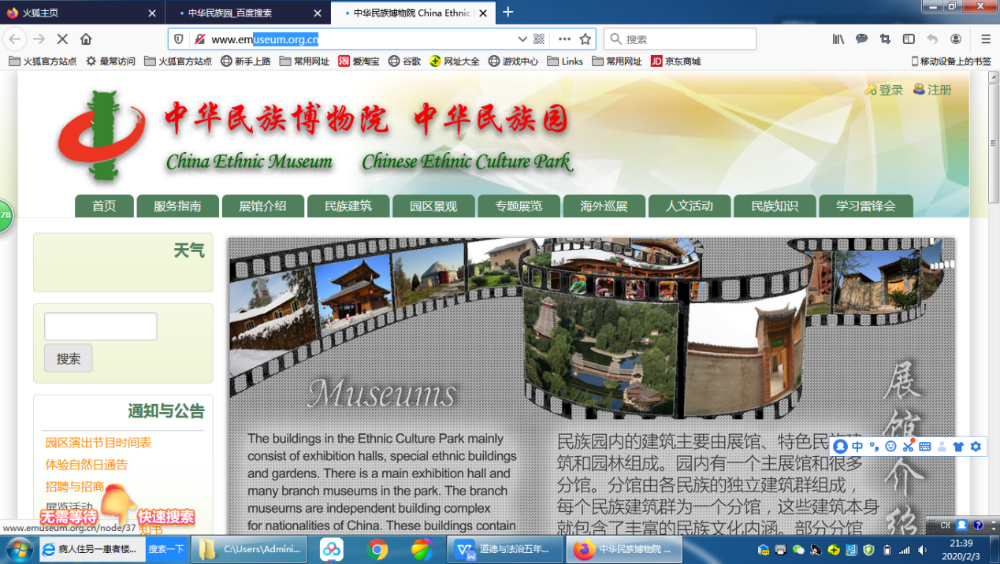 火狐主页
中华民族园_百度搜索
中华民族博物院 China Ethnic
www.emuseum.org.cn
搜索
火狐官方站点
最常访问
火狐官方站点
新手上路
常用网址
淘
爱淘宝
谷歌
网址大全
游戏中心
Links
常用网址
JD
京东商城
移动设备上的书签
登录
注册
中华民族博物院 中华民族园
China Ethnic Museum Chinese Ethnic Culture Park
首页
服务指南
展馆介绍
民族建筑
园区景观
专题展览
海外巡展
人文活动
民族知识
学习雷锋会
78
天气
搜索
通知与公告
园区演出节目时间表
体验自然日通告
招聘与招商
展览活动
无需等待
快速搜索
知书
www.emuseum.org.cn/node/37
Museums
The buildings in the Ethnic Culture Park mainly
consist of exhibition halls, special ethnic buildings
and gardens. There is a main exhibition hall and
many branch museums in the park. The branch
museums are independent building complex
for nationalities of China. These buildings contain
民族园内的建筑主要由展馆、特色民族建
筑和园林组成。园内有一个主展馆和很多
分馆。分馆由各民族的独立建筑群组成，
每个民族建筑群为一个分馆，这些建筑本身
就包含了丰富的民族文化内涵。部分分馆
展馆介绍
中
CH
病人住另一患者楼...
搜索一下
C:\Users\Admini...
道德与法治五年...
中华民族博物院 ...
21:39
2020/2/3